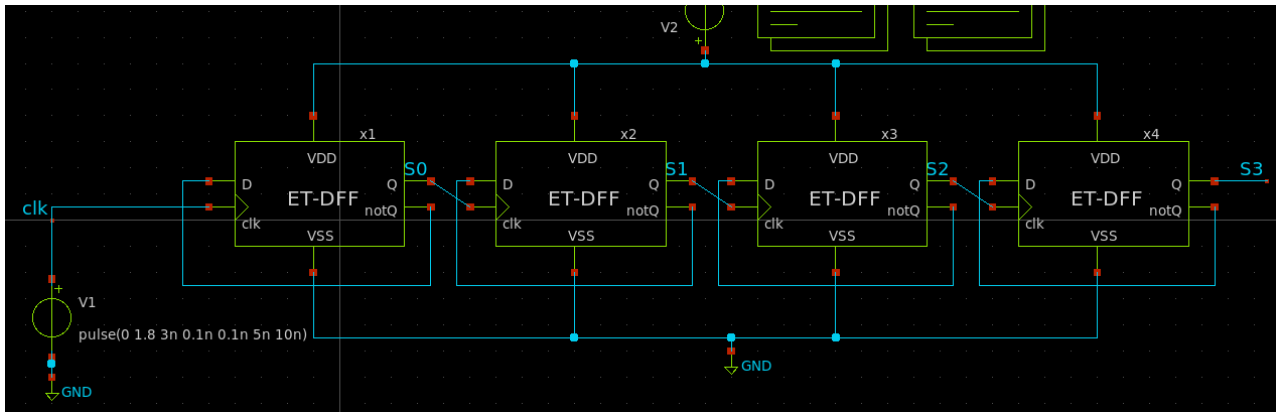 V2
+
x1
x2
x3
x4
VDD
VDD
VDD
VDD
S0
S1
S2
S3
D
Q
D
Q
D
Q
D
Q
ET-DFF
ET-DFF
ET-DFF
ET-DFF
clk
notQ
notQ
notQ
notQ
clk
clk
clk
clk
VSS
VSS
VSS
VSS
+
V1
pulse(0 1.8 3n 0.1n 0.1n 5n 10n)
GND
GND